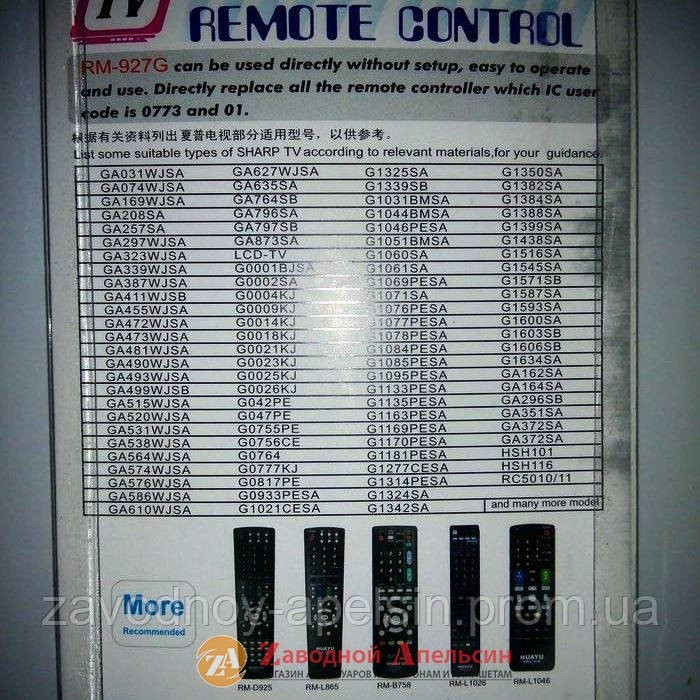 TV
REMOTE CONTROL
RM-927G can be used directly without setup, easy to operate
and use. Directly replace all the remote controller which IC user
code is 0773 and 01.
根据有关资料列出夏普电视部分适用型号，以供参考。
List some suitable types of SHARP TV according to relevant materials,for your guidance
GA031WJSA GA627WJSA G1325SA G1350SA
GA074WJSA GA635SA G1339SB G1382SA
GA169WJSA GA764SB G1031BMSA G1384SA
GA208SA GA796SA G1044BMSA G1388SA
GA257SA GA797SB G1046PESA G1399SA
GA297WJSA GA873SA G1051BMSA G1438SA
GA323WJSA LCD-TV G1060SA G1516SA
GA339WJSA G0001BJSA G1061SA G1545SA
GA387WJSA G0002SA G1069PESA G1571SB
GA411WJSB G0004KJ G1071SA G1587SA
GA455WJSA G0009KJ G1076PESA G1593SA
GA472WJSA G0014KJ G1077PESA G1600SA
GA473WJSA G0018KJ G1078PESA G1603SB
GA481WJSA G0021KJ G1084PESA G1606SB
GA490WJSA G0023KJ G1085PESA G1634SA
GA493WJSA G0025KJ G1095PESA GA162SA
GA499WJSB G0026KJ G1133PESA GA164SA
GA515WJSA G042PE G1135PESA GA296SB
GA520WJSA G047PE G1163PESA GA351SA
GA531WJSA G0755PE G1169PESA GA372SA
GA538WJSA G0756CE G1170PESA GA372SA
GA564WJSA G0764 G1181PESA HSH101
GA574WJSA G0777KJ G1277CESA HSH116
GA576WJSA G0817PE G1314PESA RC5010/11
GA586WJSA G0933PESA G1324SA
GA610WJSA G1021CESA G1342SA and many more model
More
Recommended
HUAYU HUAYU HUAYU HUAYU
zavodnoy-apelsin.prom.ua
ZA Zаводной Апельсин
МАГАЗИН АКСЕССУАРОВ К ТЕЛЕФОНАМ И ПЛАНШЕТАМ
RM-D925 RM-L865 RM-B758 RM-L1026 RM-L1046